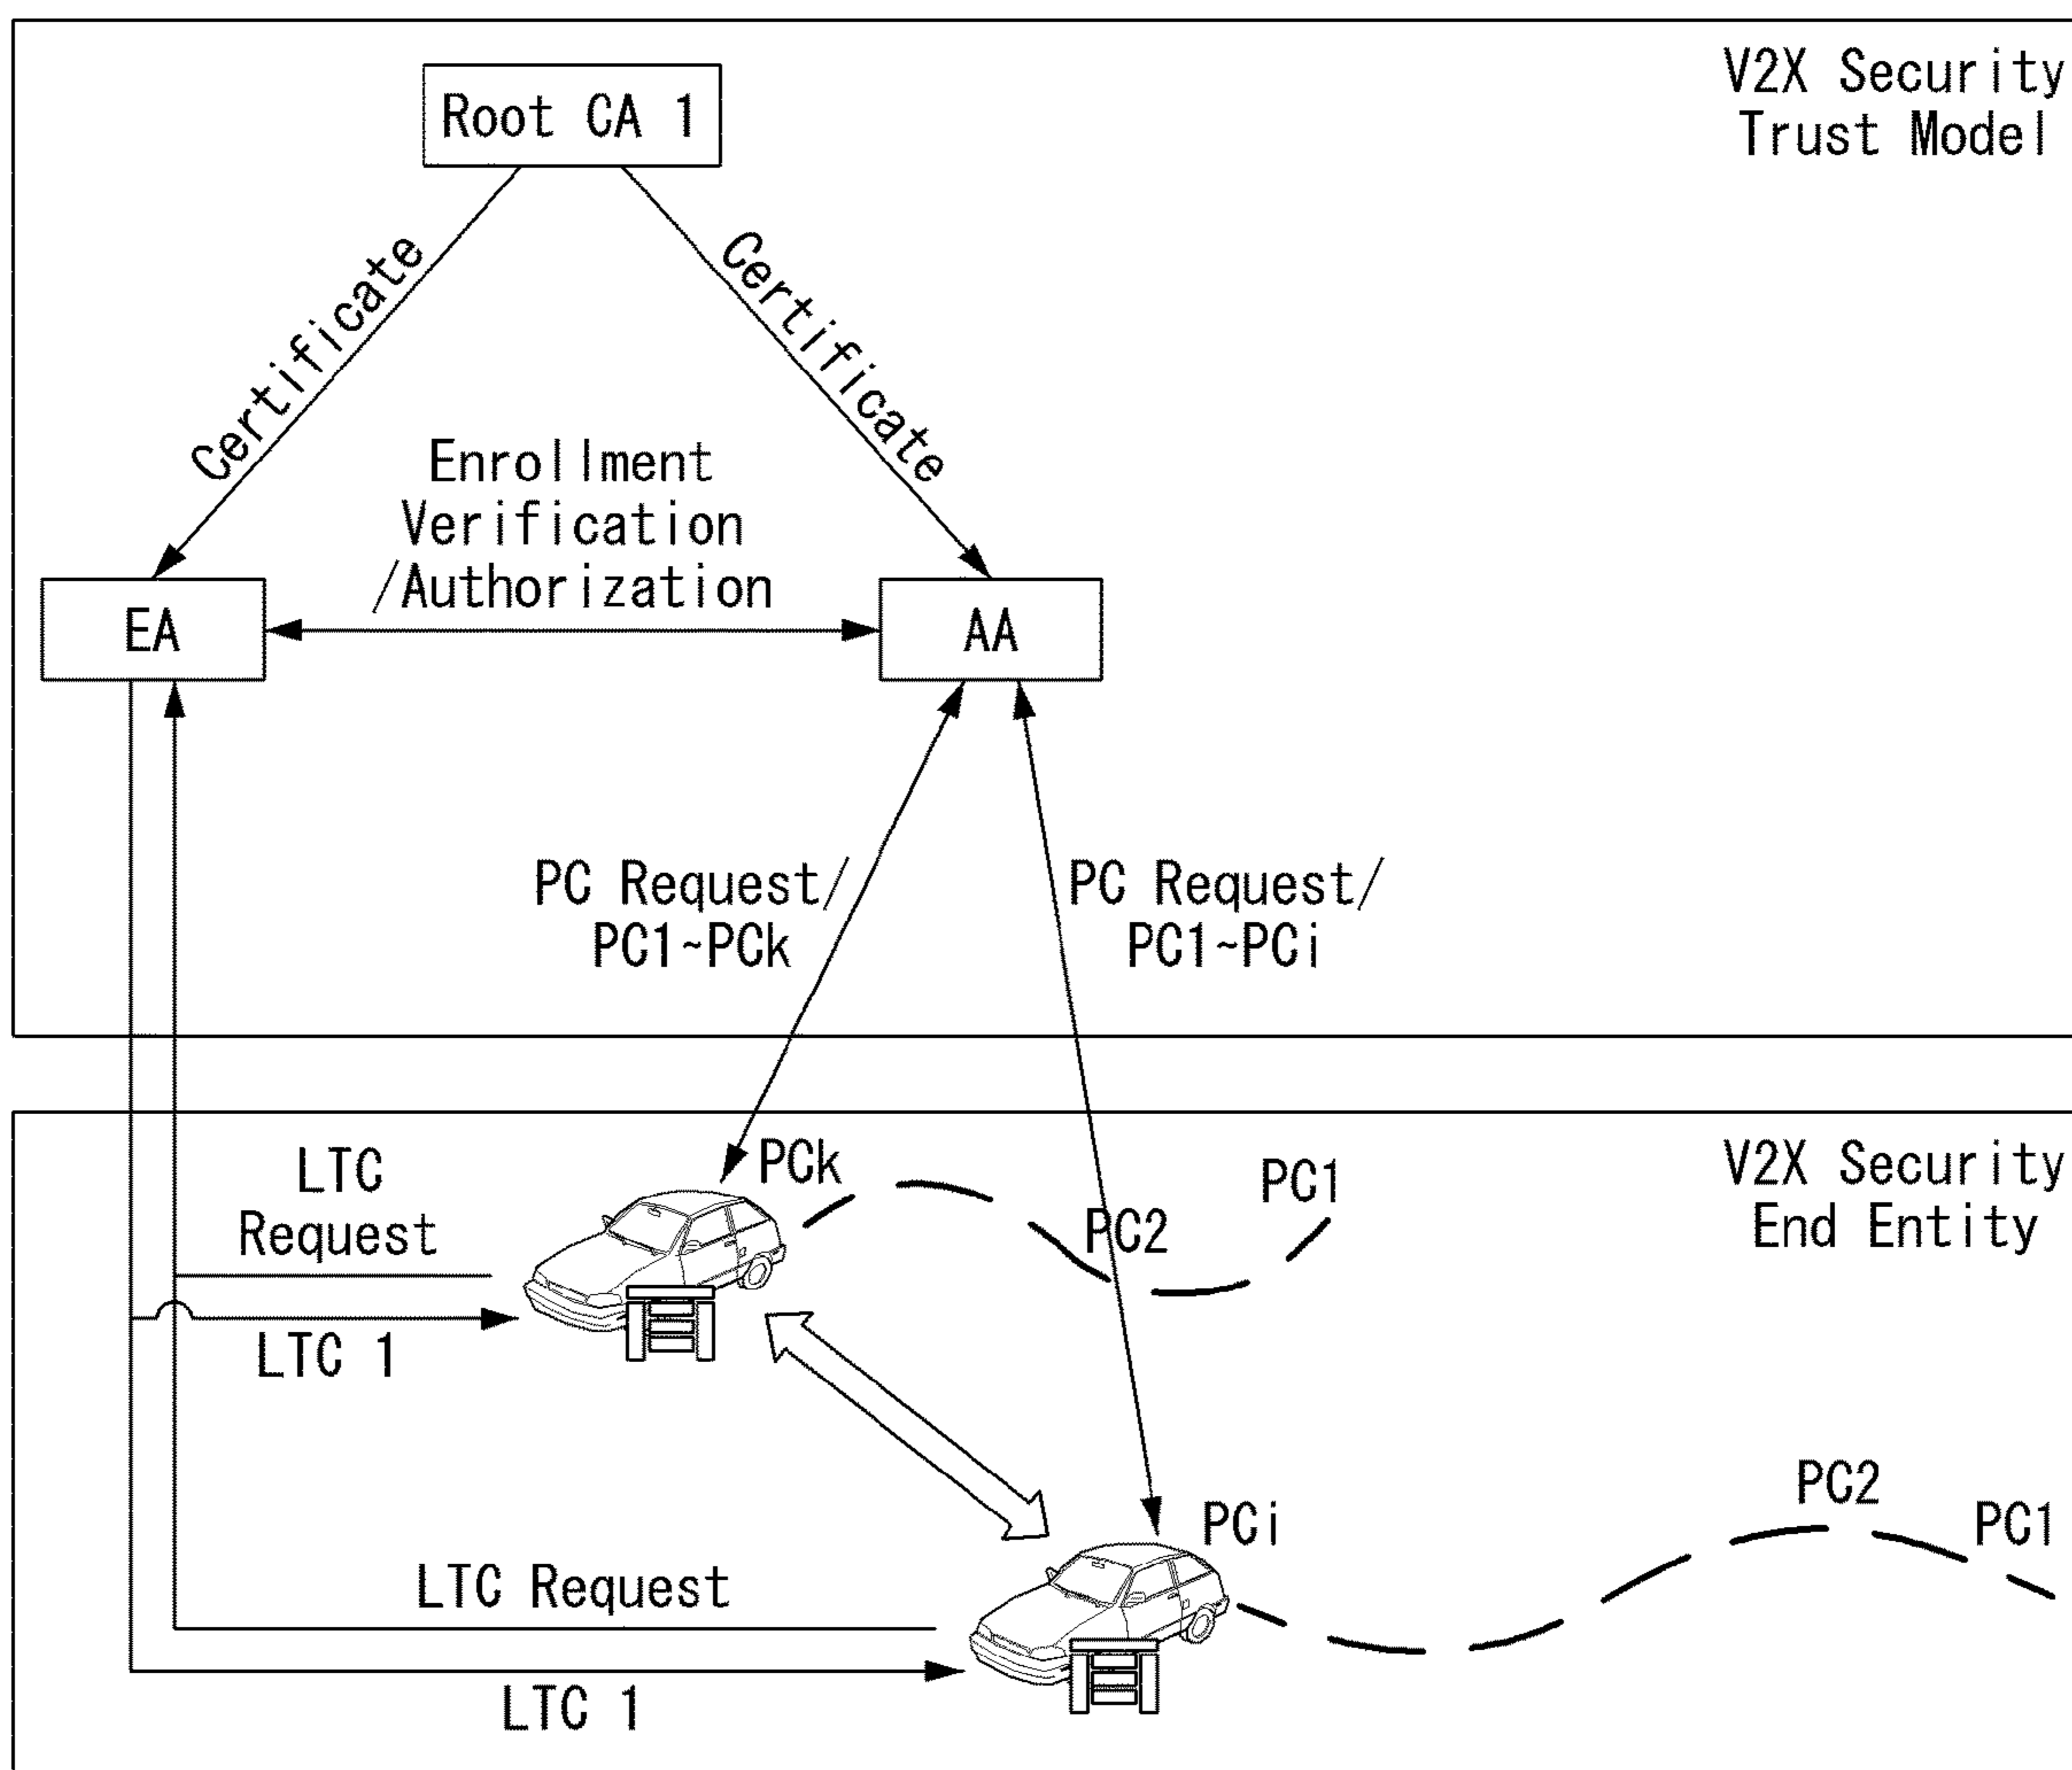 V2X Security
Trust Model
Root CA 1
Certificate
Certificate
Enrollment
Verification
/Authorization
EA
AA
PC Request/
PC1~PCk
PC Request/
PC1~PCi
V2X Security
End Entity
LTC
Request
LTC 1
PCk
PC2
PC1
LTC Request
LTC 1
PCi
PC2
PC1